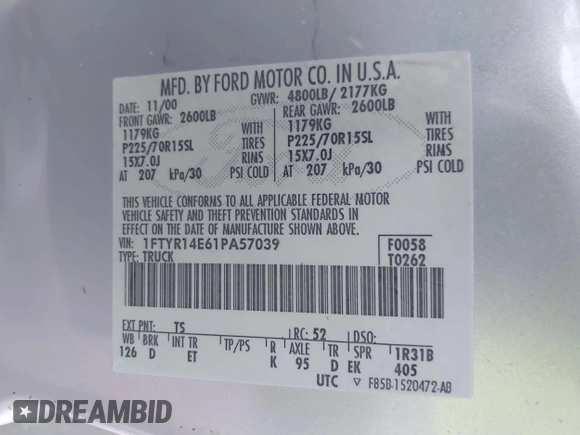 MFD. BY FORD MOTOR CO. IN U.S.A.
DATE: 11/00 GVWR: 4800LB/ 2177KG
FRONT GAWR: 2600LB REAR GAWR: 2600LB
1179KG WITH 1179KG WITH
P225/70R15SL TIRES P225/70R15SL TIRES
15X7.0J RIMS 15X7.0J RIMS
AT 207 kPa/30 PSI COLD AT 207 kPa/30 PSI COLD
THIS VEHICLE CONFORMS TO ALL APPLICABLE FEDERAL MOTOR
VEHICLE SAFETY AND THEFT PREVENTION STANDARDS IN
EFFECT ON THE DATE OF MANUFACTURE SHOWN ABOVE.
VIN: 1FTYR14E61PA57039 F0058
TYPE: TRUCK T0262
EXT PNT: TS RC: 52 DSO:
WB BRK INT TR TP/PS R AXLE TR SPR 1R31B
126 D ET K 95 D EK 405
UTC ▽ F85B-1520472-AB
DREAMBID